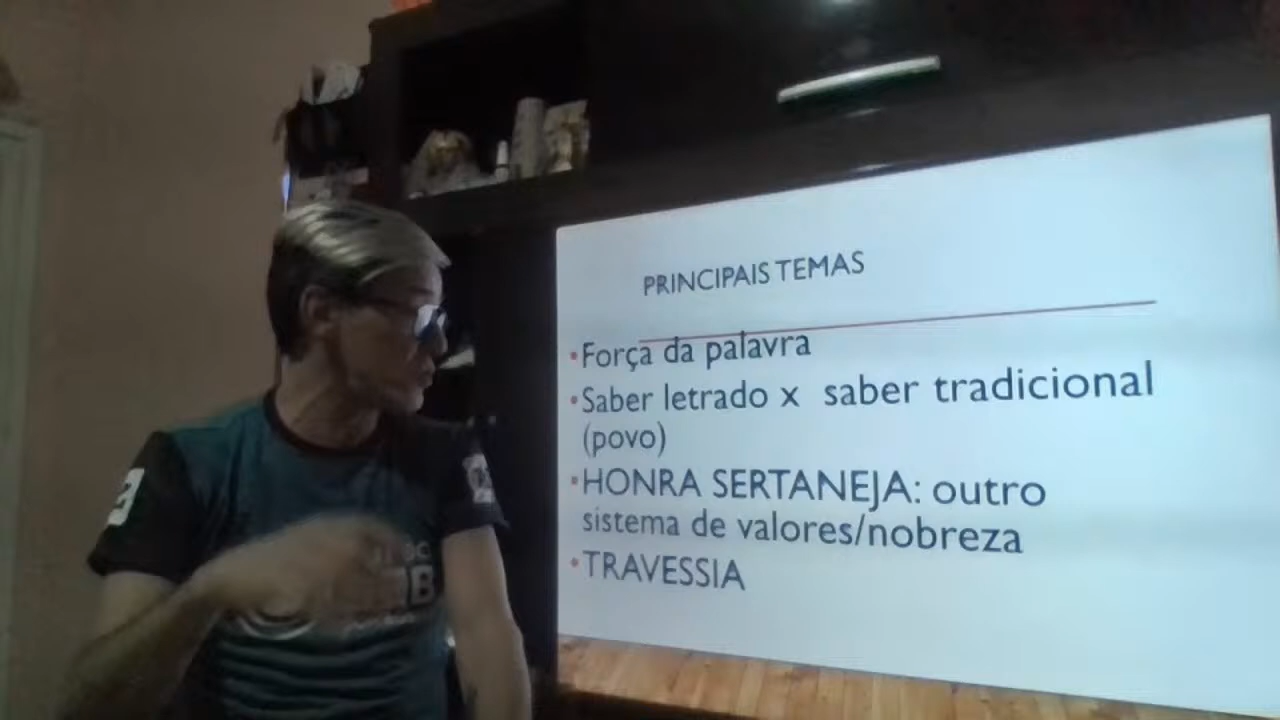 PRINCIPAIS TEMAS
•Força da palavra
•Saber letrado x saber tradicional
(povo)
•HONRA SERTANEJA: outro
sistema de valores/nobreza
•TRAVESSIA